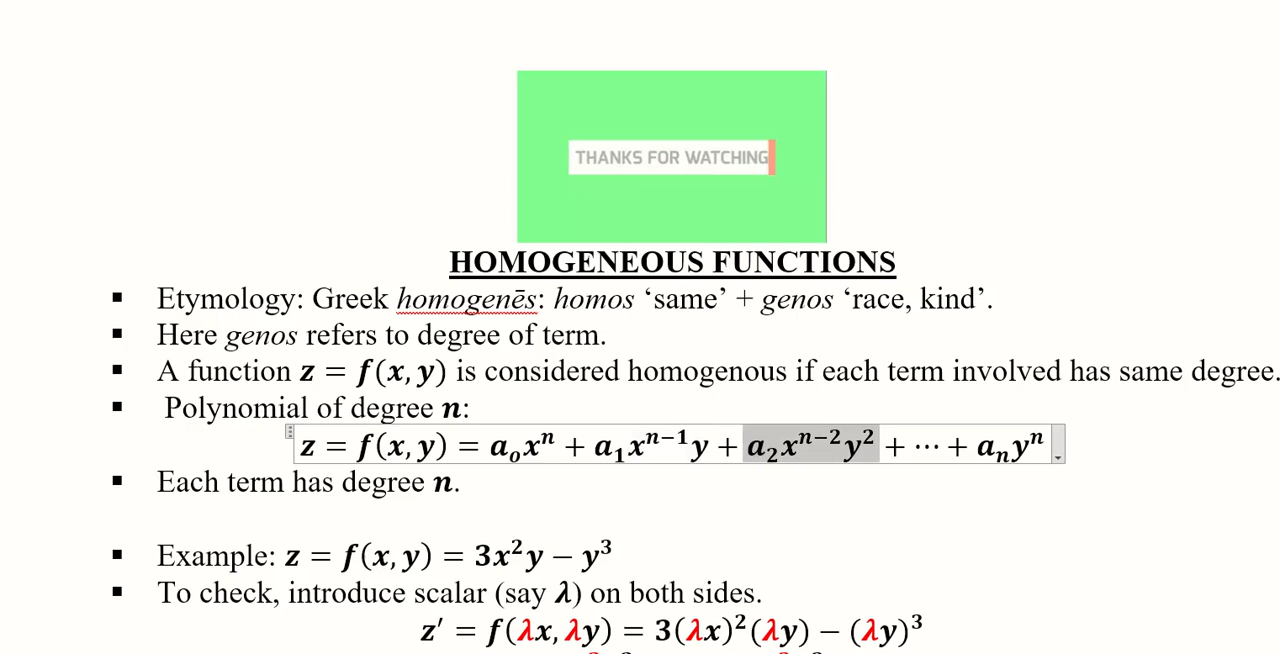 THANKS FOR WATCHING
HOMOGENEOUS FUNCTIONS
▪ Etymology: Greek homogenēs: homos ‘same’ + genos ‘race, kind’.
▪ Here genos refers to degree of term.
▪ A function z = f(x, y) is considered homogenous if each term involved has same degree.
▪ Polynomial of degree n:
z = f(x, y) = aₒxⁿ + a₁xⁿ⁻¹y + a₂xⁿ⁻²y² + ⋯ + aₙyⁿ
▪ Each term has degree n.
▪ Example: z = f(x, y) = 3x²y − y³
▪ To check, introduce scalar (say λ) on both sides.
z′ = f(λx, λy) = 3(λx)²(λy) − (λy)³